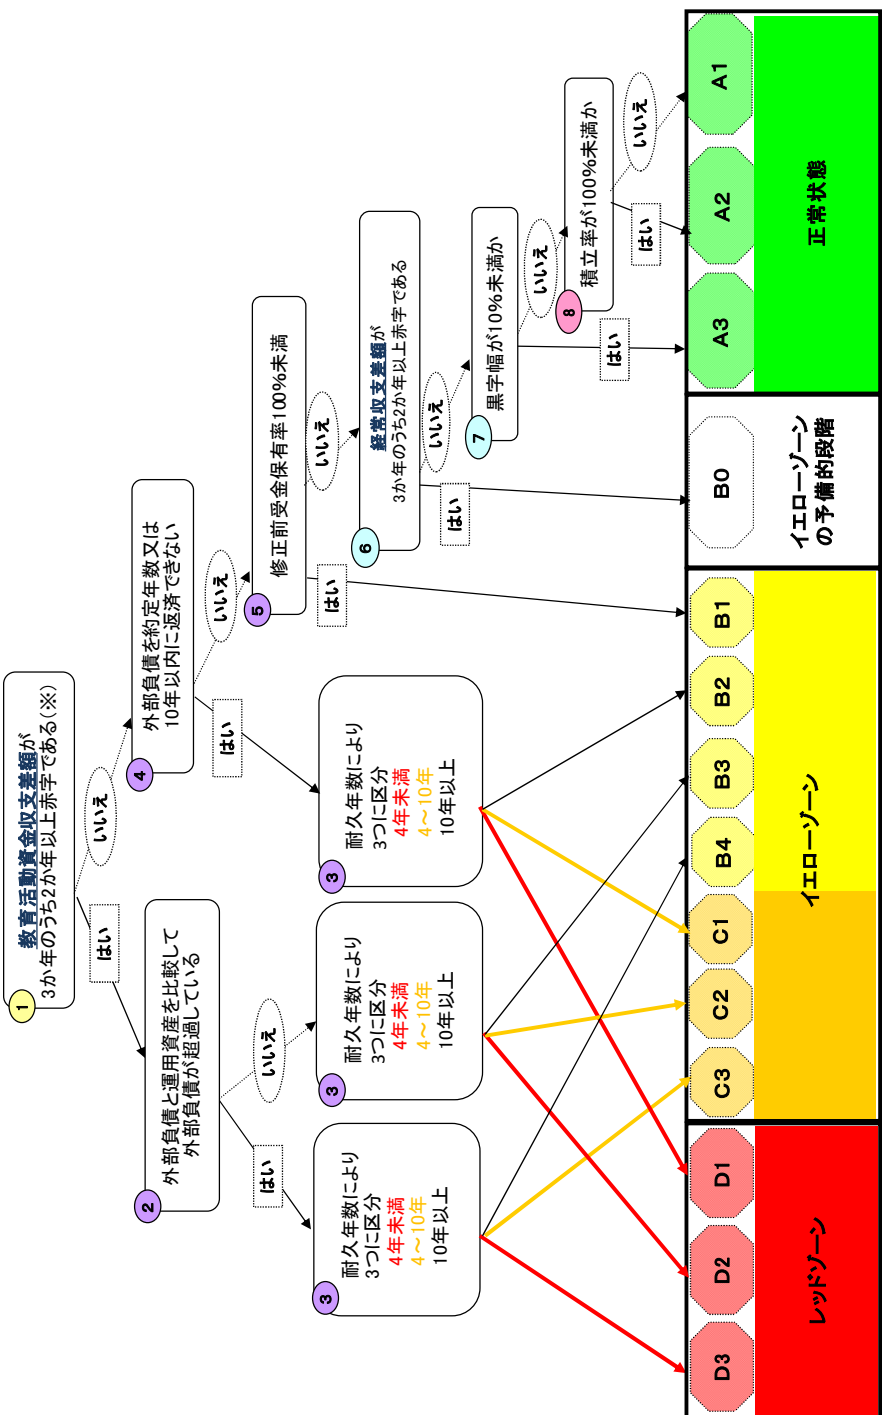 1
教育活動資金収支差額が
3か年のうち2か年以上赤字である(※)
はい
いいえ
2
外部負債と運用資産を比較して
外部負債が超過している
はい
いいえ
4
外部負債を約定年数又は
10年以内に返済できない
はい
いいえ
3
耐久年数により
3つに区分
4年未満
4～10年
10年以上
3
耐久年数により
3つに区分
4年未満
4～10年
10年以上
3
耐久年数により
3つに区分
4年未満
4～10年
10年以上
5
修正前受金保有率100%未満
はい
いいえ
6
経常収支差額が
3か年のうち2か年以上赤字である
はい
いいえ
7
黒字幅が10%未満か
はい
いいえ
8
積立率が100%未満か
はい
いいえ
D3
D2
D1
C3
C2
C1
B4
B3
B2
B1
B0
A3
A2
A1
レッドゾーン
イエローゾーン
イエローゾーン
の予備的段階
正常状態